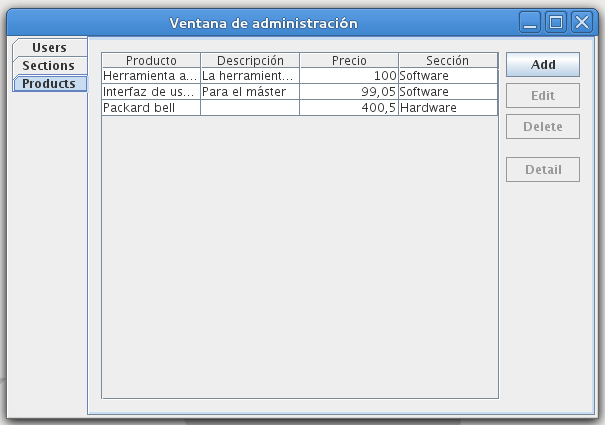 Ventana de administración
Users
Sections
Products
Producto Descripción Precio Sección
Herramienta a... La herramient... 100 Software
Interfaz de us... Para el máster 99,05 Software
Packard bell 400,5 Hardware
Add
Edit
Delete
Detail